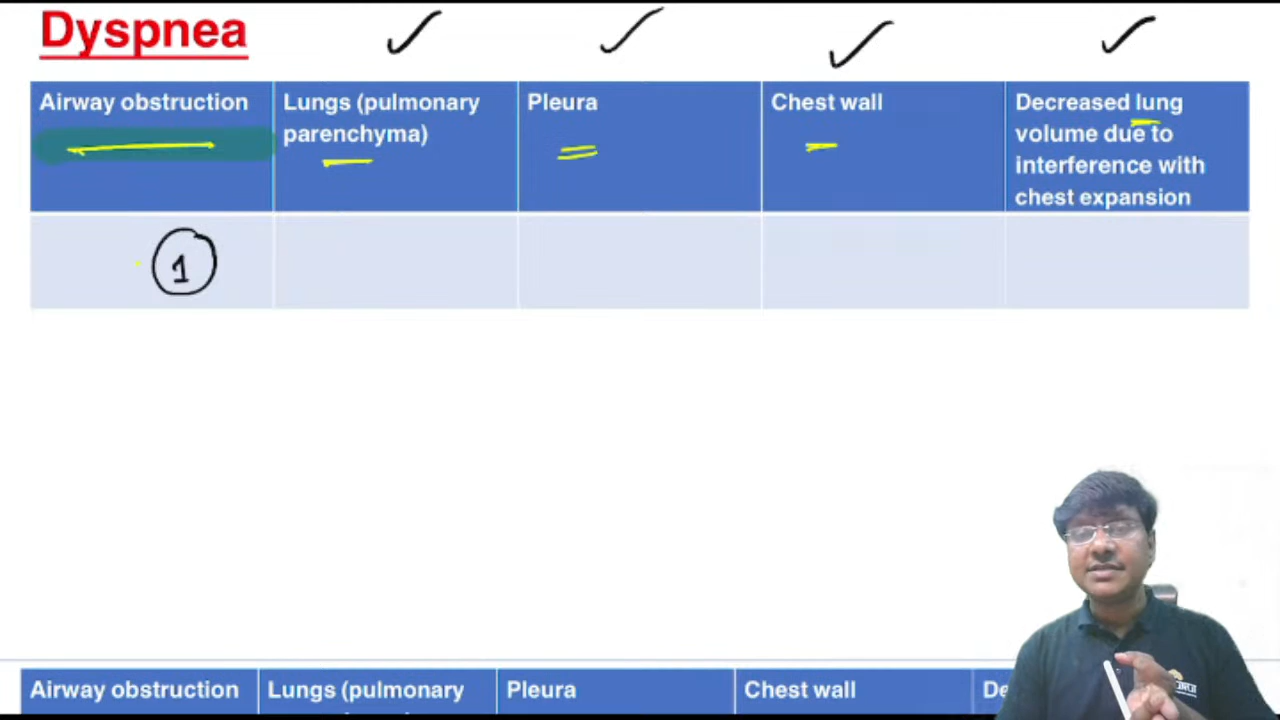 Dyspnea
Airway obstruction
Lungs (pulmonary
parenchyma)
Pleura
Chest wall
Decreased lung
volume due to
interference with
chest expansion
1
Airway obstruction
Lungs (pulmonary
Pleura
Chest wall
De